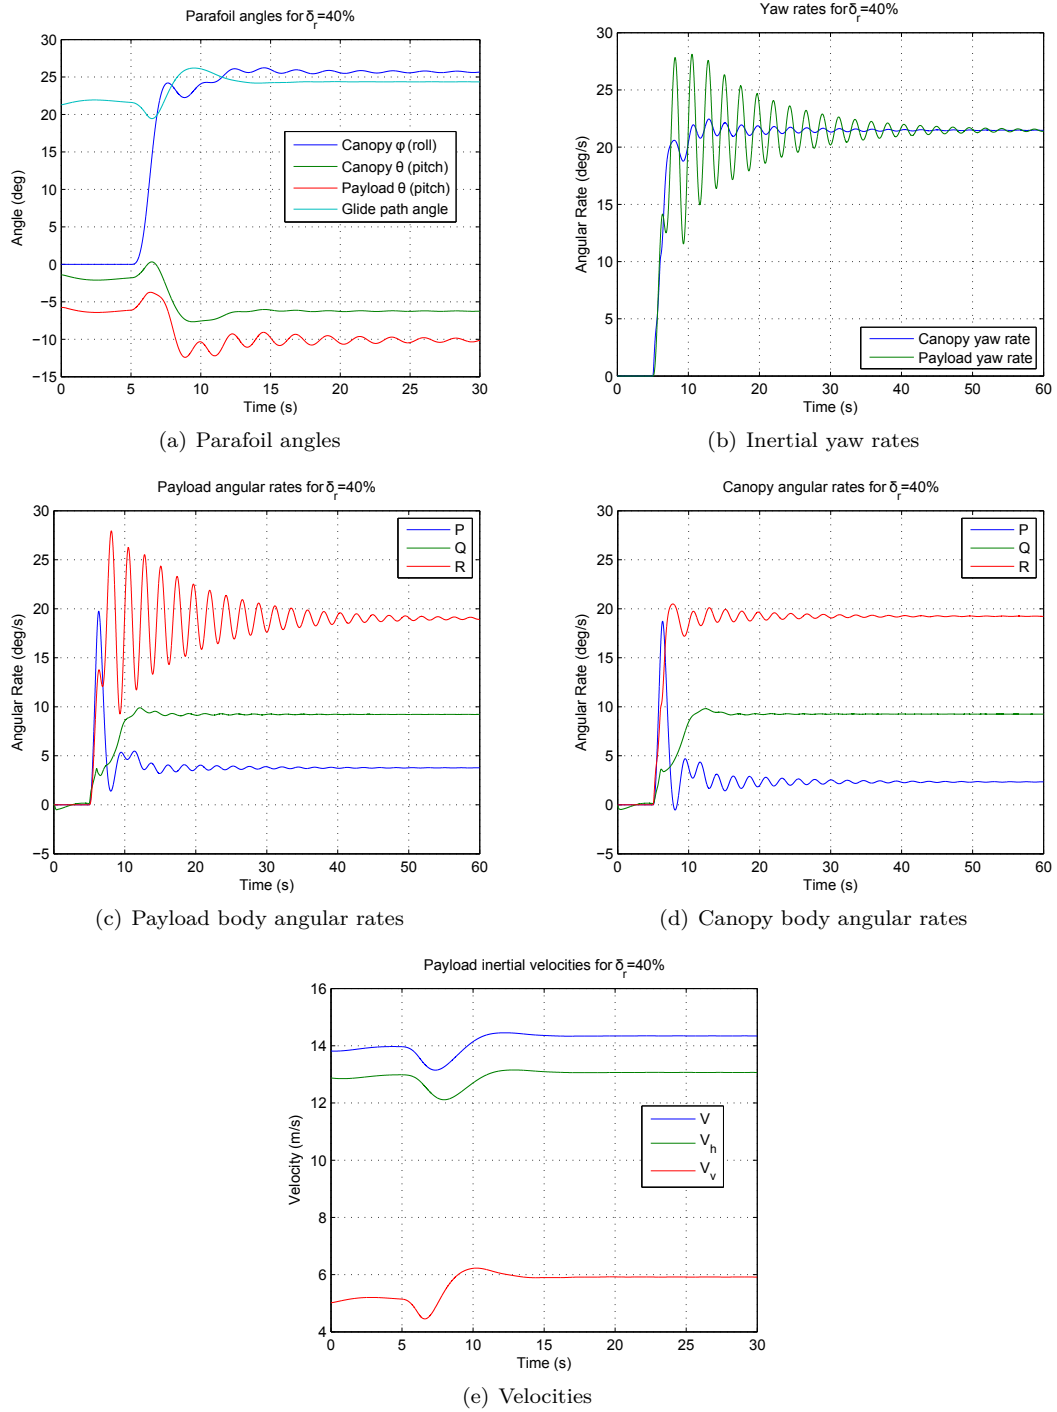 Parafoil angles for δr=40%
30
25
20
15
10
5
0
−5
−10
−15
Angle (deg)
Canopy φ (roll)
Canopy θ (pitch)
Payload θ (pitch)
Glide path angle
0 5 10 15 20 25 30
Time (s)
(a) Parafoil angles
Yaw rates for δr=40%
30
25
20
15
10
5
0
Angular Rate (deg/s)
Canopy yaw rate
Payload yaw rate
0 10 20 30 40 50 60
Time (s)
(b) Inertial yaw rates
Payload angular rates for δr=40%
30
25
20
15
10
5
0
−5
Angular Rate (deg/s)
P
Q
R
0 10 20 30 40 50 60
Time (s)
(c) Payload body angular rates
Canopy angular rates for δr=40%
30
25
20
15
10
5
0
−5
Angular Rate (deg/s)
P
Q
R
0 10 20 30 40 50 60
Time (s)
(d) Canopy body angular rates
Payload inertial velocities for δr=40%
16
14
12
10
8
6
4
Velocity (m/s)
V
Vh
Vv
0 5 10 15 20 25 30
Time (s)
(e) Velocities